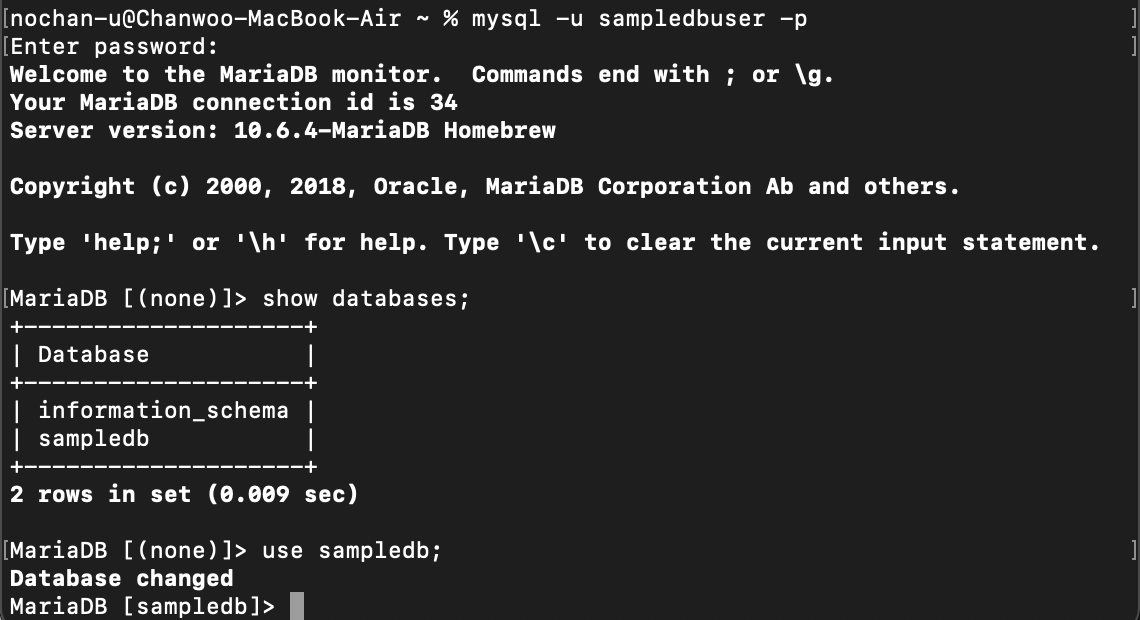 [nochan-u@Chanwoo-MacBook-Air ~ % mysql -u sampledbuser -p ]
[Enter password: ]
Welcome to the MariaDB monitor.  Commands end with ; or \g.
Your MariaDB connection id is 34
Server version: 10.6.4-MariaDB Homebrew

Copyright (c) 2000, 2018, Oracle, MariaDB Corporation Ab and others.

Type 'help;' or '\h' for help. Type '\c' to clear the current input statement.

[MariaDB [(none)]> show databases; ]
+--------------------+
| Database           |
+--------------------+
| information_schema |
| sampledb           |
+--------------------+
2 rows in set (0.009 sec)

[MariaDB [(none)]> use sampledb; ]
Database changed
MariaDB [sampledb]>